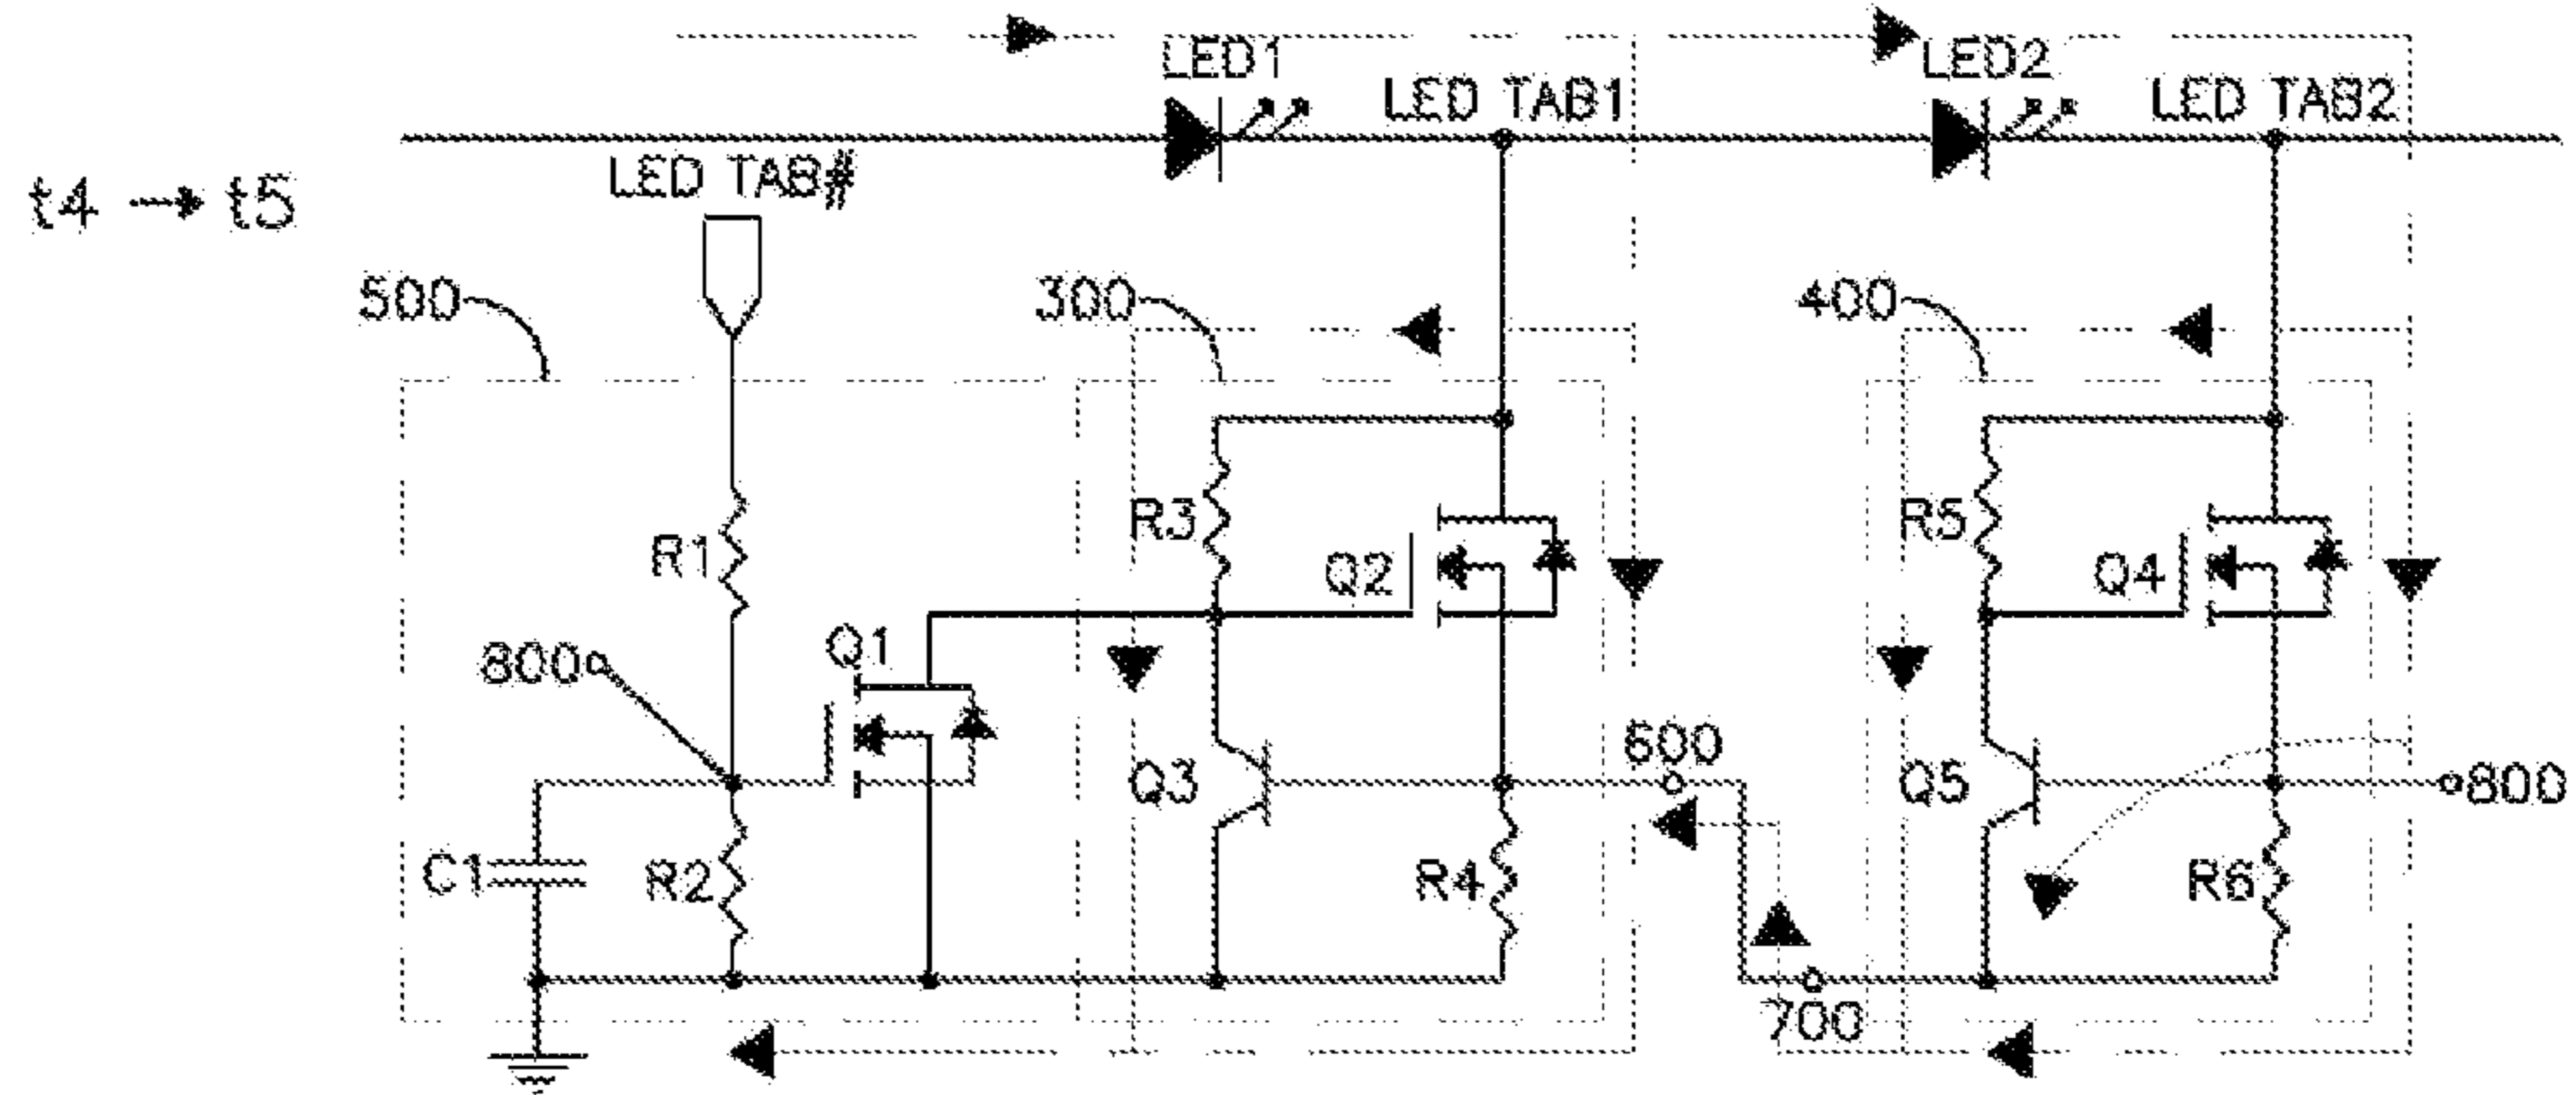 LED1
LED2
LED TAB1
LED TAB2
t4 → t5
LED TAB#
500
300
400
R1
R3
Q2
R5
Q4
800
Q1
Q3
600
Q5
800
C1
R2
R4
R6
700